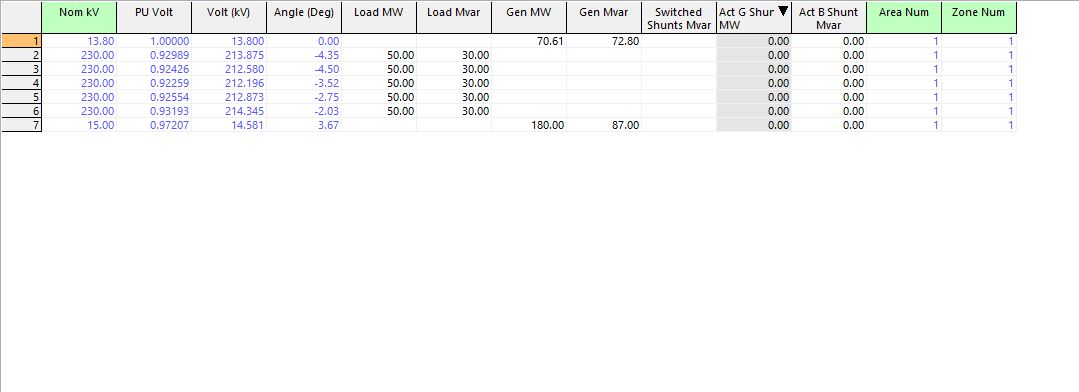 Nom kV PU Volt Volt (kV) Angle (Deg) Load MW Load Mvar Gen MW Gen Mvar Switched Shunts Mvar Act G Shur ▼ MW Act B Shunt Mvar Area Num Zone Num
1 13.80 1.00000 13.800 0.00 70.61 72.80 0.00 0.00 1 1
2 230.00 0.92989 213.875 -4.35 50.00 30.00 0.00 0.00 1 1
3 230.00 0.92426 212.580 -4.50 50.00 30.00 0.00 0.00 1 1
4 230.00 0.92259 212.196 -3.52 50.00 30.00 0.00 0.00 1 1
5 230.00 0.92554 212.873 -2.75 50.00 30.00 0.00 0.00 1 1
6 230.00 0.93193 214.345 -2.03 50.00 30.00 0.00 0.00 1 1
7 15.00 0.97207 14.581 3.67 180.00 87.00 0.00 0.00 1 1